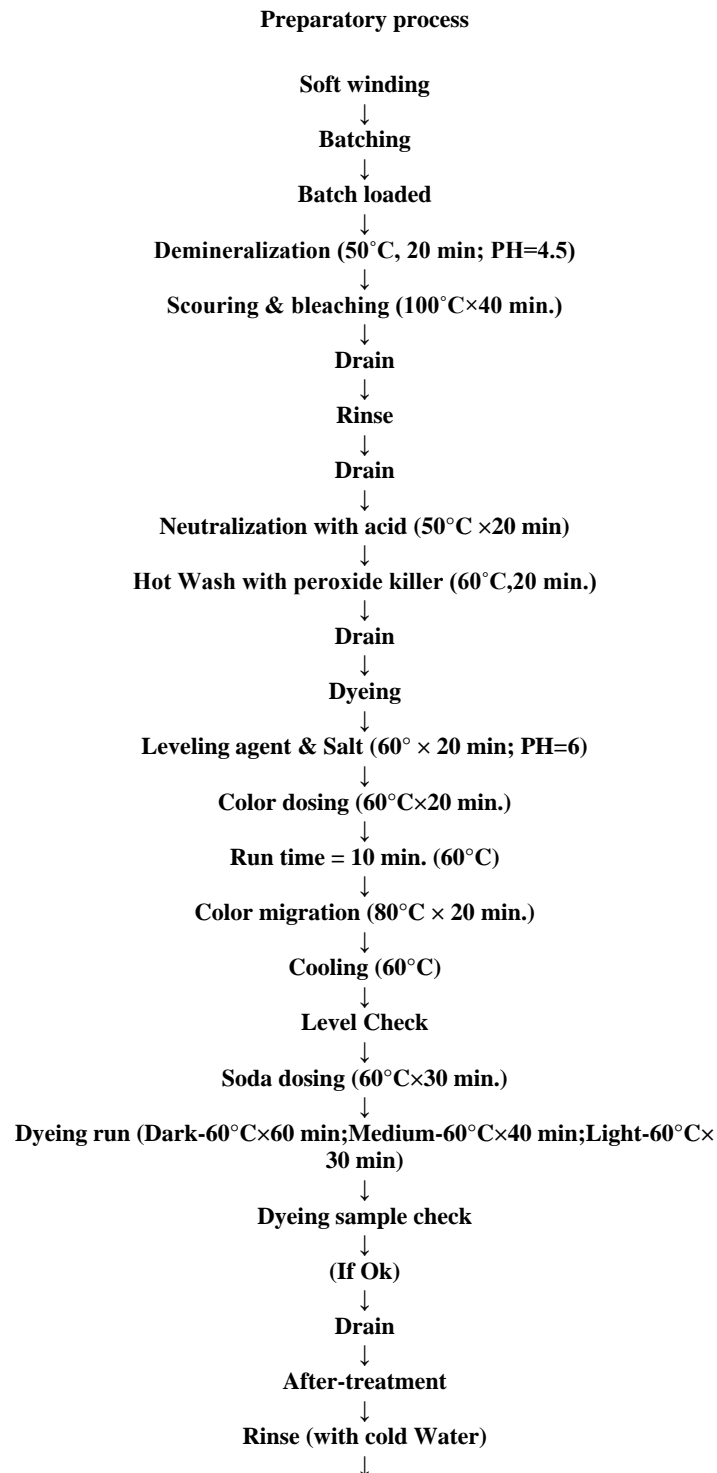 Preparatory process
Soft winding
↓
Batching
↓
Batch loaded
↓
Demineralization (50˚C, 20 min; PH=4.5)
↓
Scouring & bleaching (100˚C×40 min.)
↓
Drain
↓
Rinse
↓
Drain
↓
Neutralization with acid (50°C ×20 min)
↓
Hot Wash with peroxide killer (60˚C,20 min.)
↓
Drain
↓
Dyeing
↓
Leveling agent & Salt (60° × 20 min; PH=6)
↓
Color dosing (60°C×20 min.)
↓
Run time = 10 min. (60°C)
↓
Color migration (80°C × 20 min.)
↓
Cooling (60°C)
↓
Level Check
↓
Soda dosing (60°C×30 min.)
↓
Dyeing run (Dark-60°C×60 min;Medium-60°C×40 min;Light-60°C×
30 min)
↓
Dyeing sample check
↓
(If Ok)
↓
Drain
↓
After-treatment
↓
Rinse (with cold Water)
↓